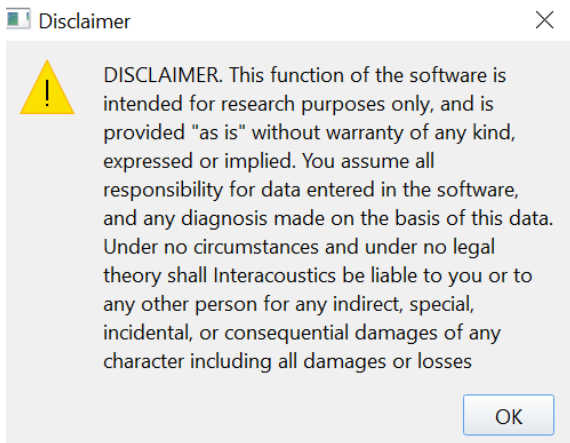 Disclaimer
DISCLAIMER. This function of the software is
intended for research purposes only, and is
provided "as is" without warranty of any kind,
expressed or implied. You assume all
responsibility for data entered in the software,
and any diagnosis made on the basis of this data.
Under no circumstances and under no legal
theory shall Interacoustics be liable to you or to
any other person for any indirect, special,
incidental, or consequential damages of any
character including all damages or losses
OK